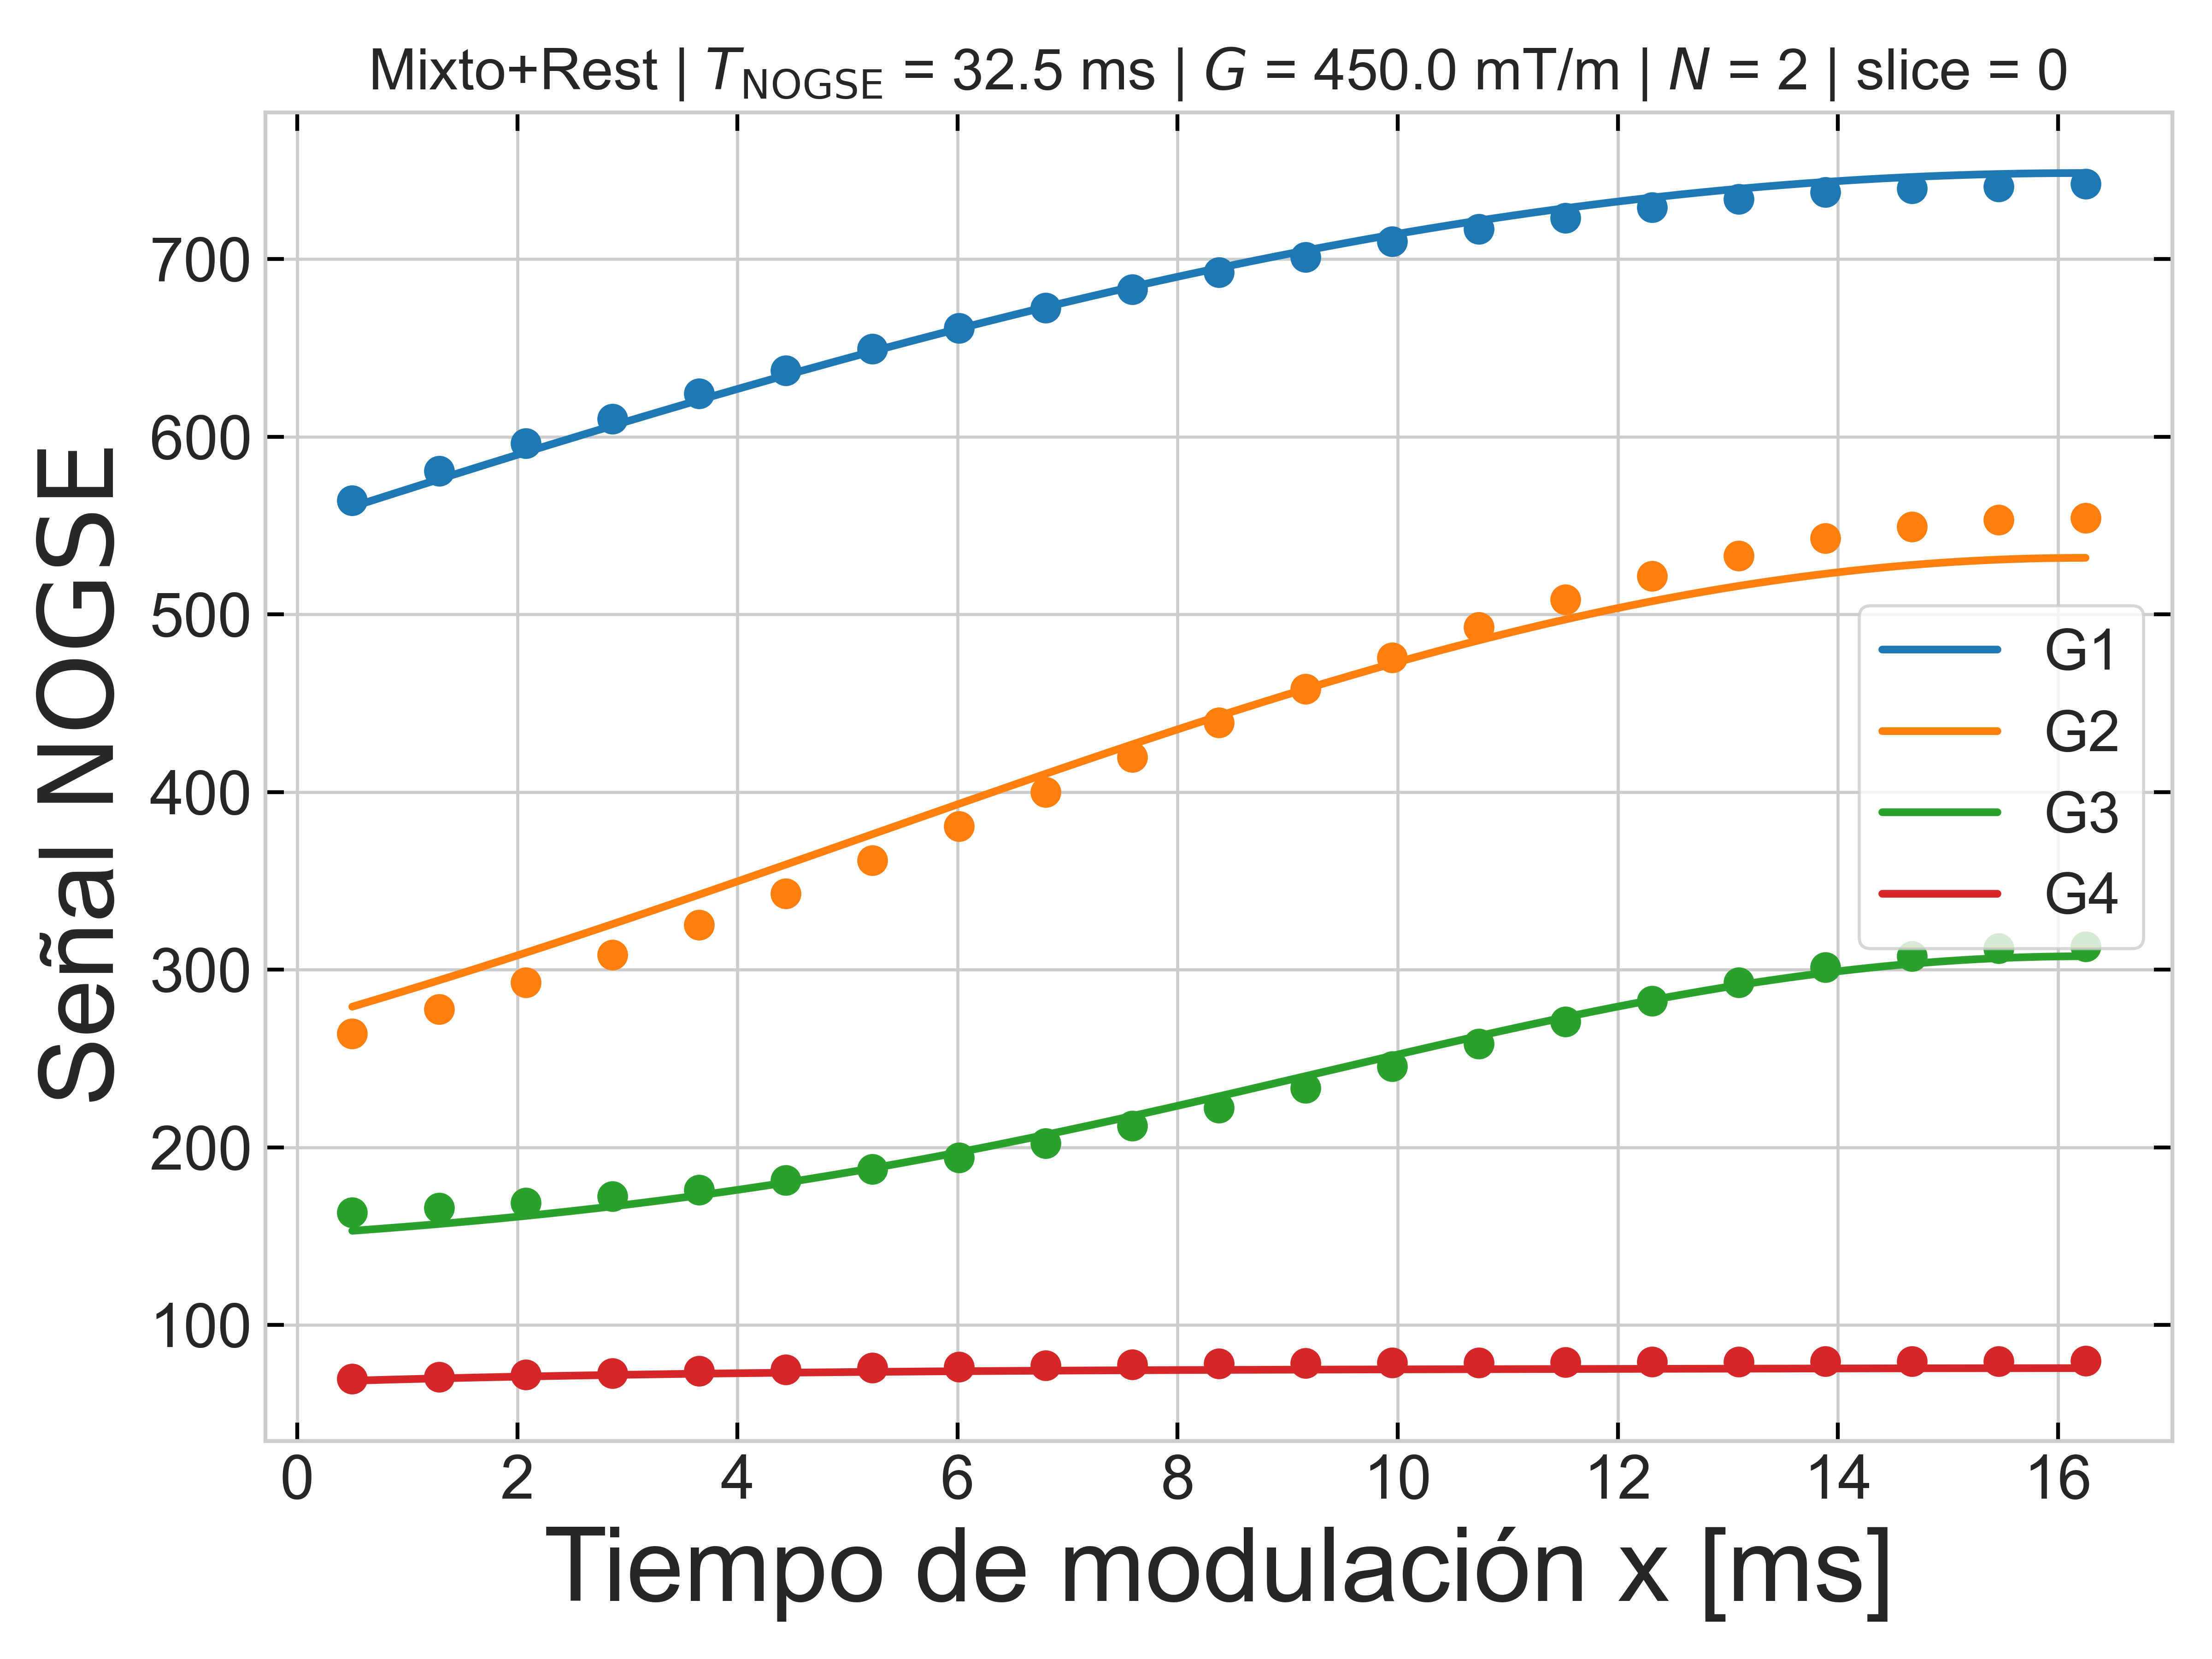 Mixto+Rest | T_NOGSE = 32.5 ms | G = 450.0 mT/m | N = 2 | slice = 0
Señal NOGSE
700
600
500
400
300
200
100
G1
G2
G3
G4
0 2 4 6 8 10 12 14 16
Tiempo de modulación x [ms]